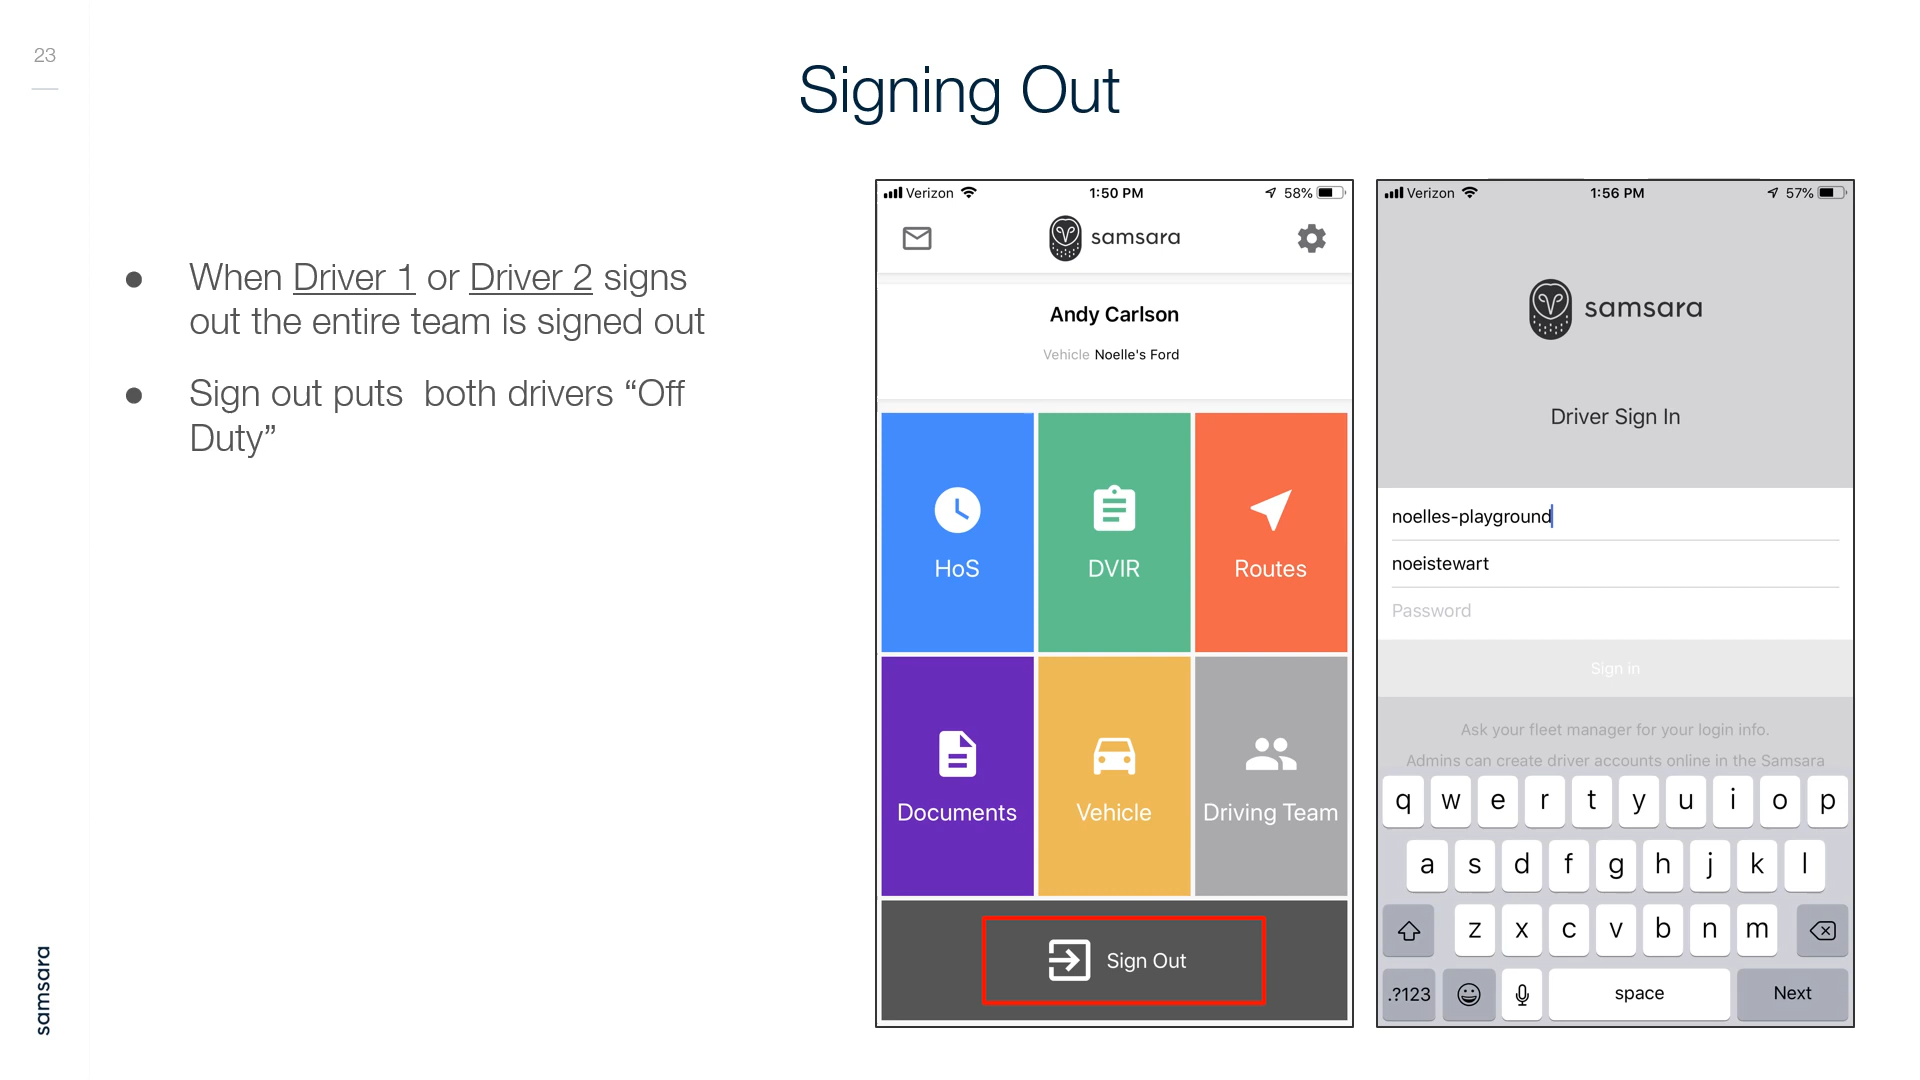 23
Signing Out
● When Driver 1 or Driver 2 signs
out the entire team is signed out
● Sign out puts  both drivers “Off
Duty”
samsara
Verizon 1:50 PM 58%
samsara
Andy Carlson
Vehicle Noelle's Ford
HoS DVIR Routes
Documents Vehicle Driving Team
Sign Out
Verizon 1:56 PM 57%
samsara
Driver Sign In
noelles-playground
noeistewart
Password
Sign in
Ask your fleet manager for your login info.
Admins can create driver accounts online in the Samsara
q w e r t y u i o p
a s d f g h j k l
z x c v b n m
.?123 space Next